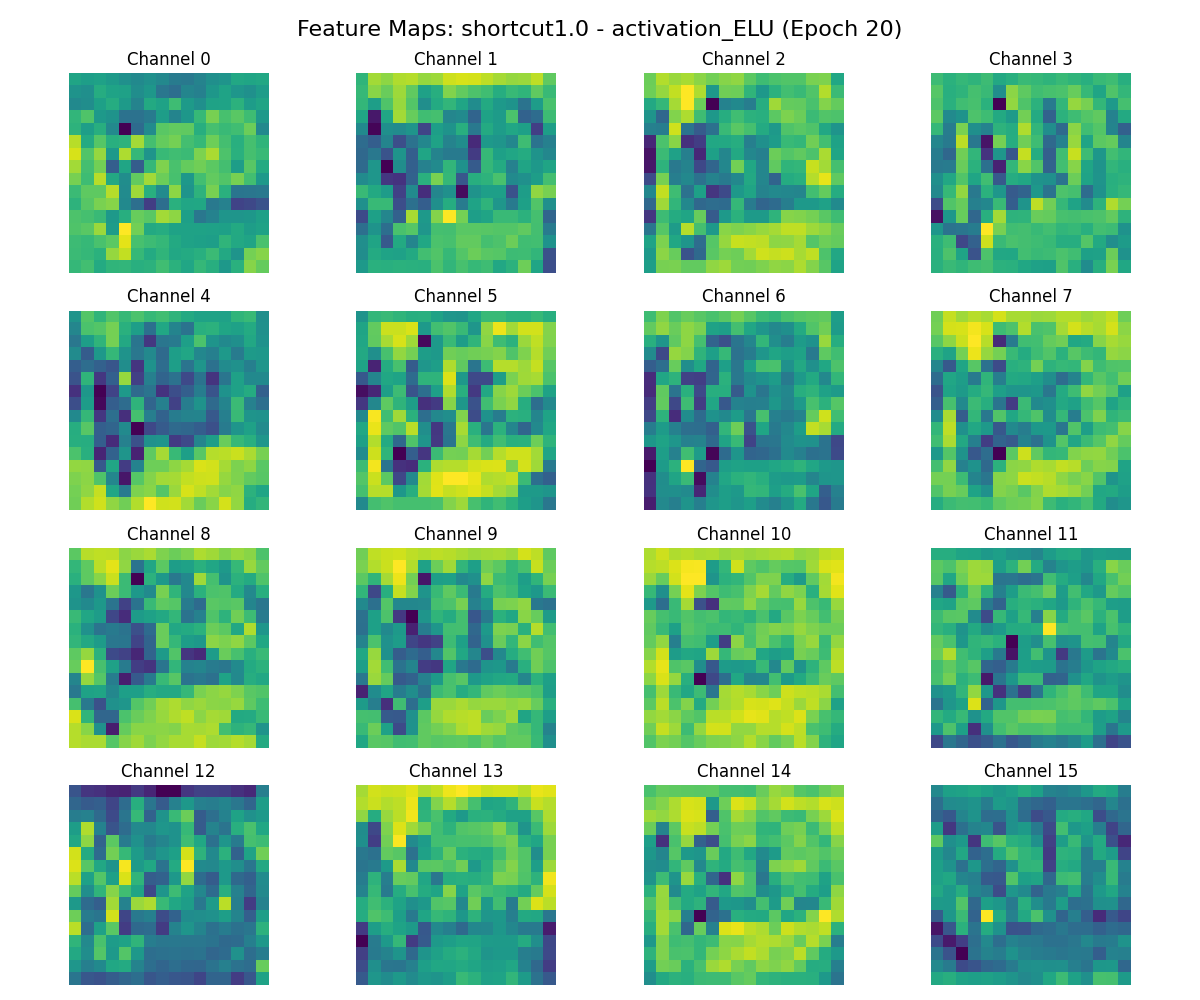 Feature Maps: shortcut1.0 - activation_ELU (Epoch 20)
Channel 0
Channel 1
Channel 2
Channel 3
Channel 4
Channel 5
Channel 6
Channel 7
Channel 8
Channel 9
Channel 10
Channel 11
Channel 12
Channel 13
Channel 14
Channel 15